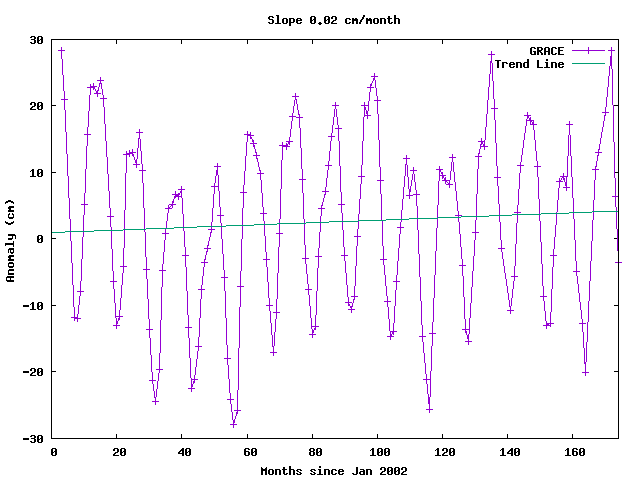 Slope 0.02 cm/month
30
GRACE
Trend Line
20
10
0
-10
-20
-30
Anomaly (cm)
0 20 40 60 80 100 120 140 160
Months since Jan 2002